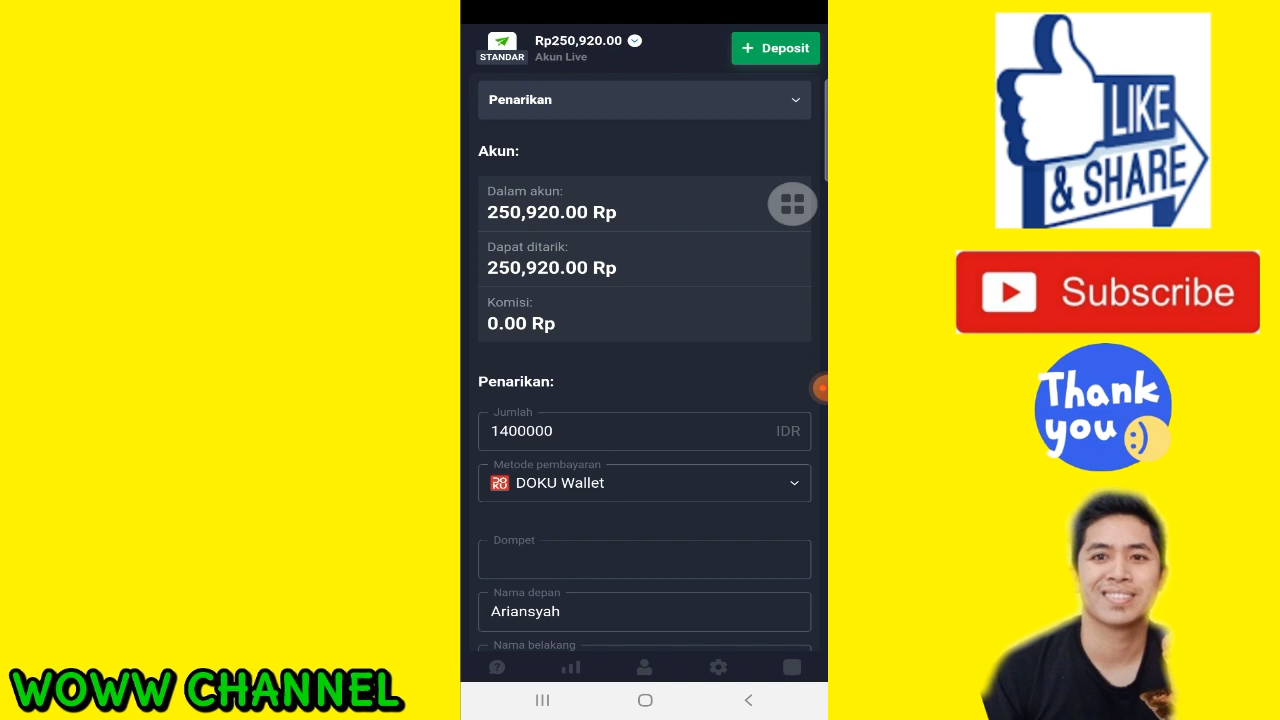 STANDAR
Rp250,920.00
Akun Live
+ Deposit
Penarikan
Akun:
Dalam akun:
250,920.00 Rp
Dapat ditarik:
250,920.00 Rp
Komisi:
0.00 Rp
Penarikan:
Jumlah
1400000 IDR
Metode pembayaran
DOKU DOKU Wallet
Dompet
Nama depan
Ariansyah
Nama belakang
LIKE
& SHARE
Subscribe
Thank
you :)
WOWW CHANNEL